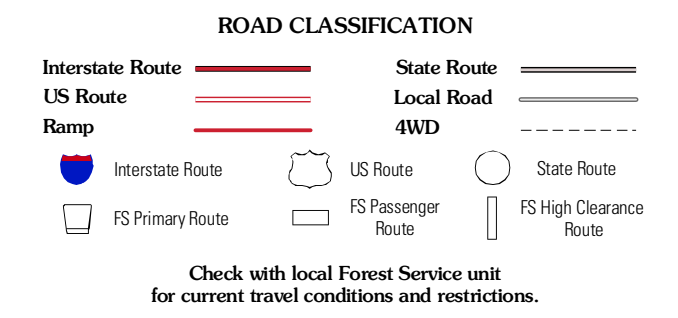 ROAD CLASSIFICATION
Interstate Route
State Route
US Route
Local Road
Ramp
4WD
Interstate Route
US Route
State Route
FS Primary Route
FS Passenger
Route
FS High Clearance
Route
Check with local Forest Service unit
for current travel conditions and restrictions.